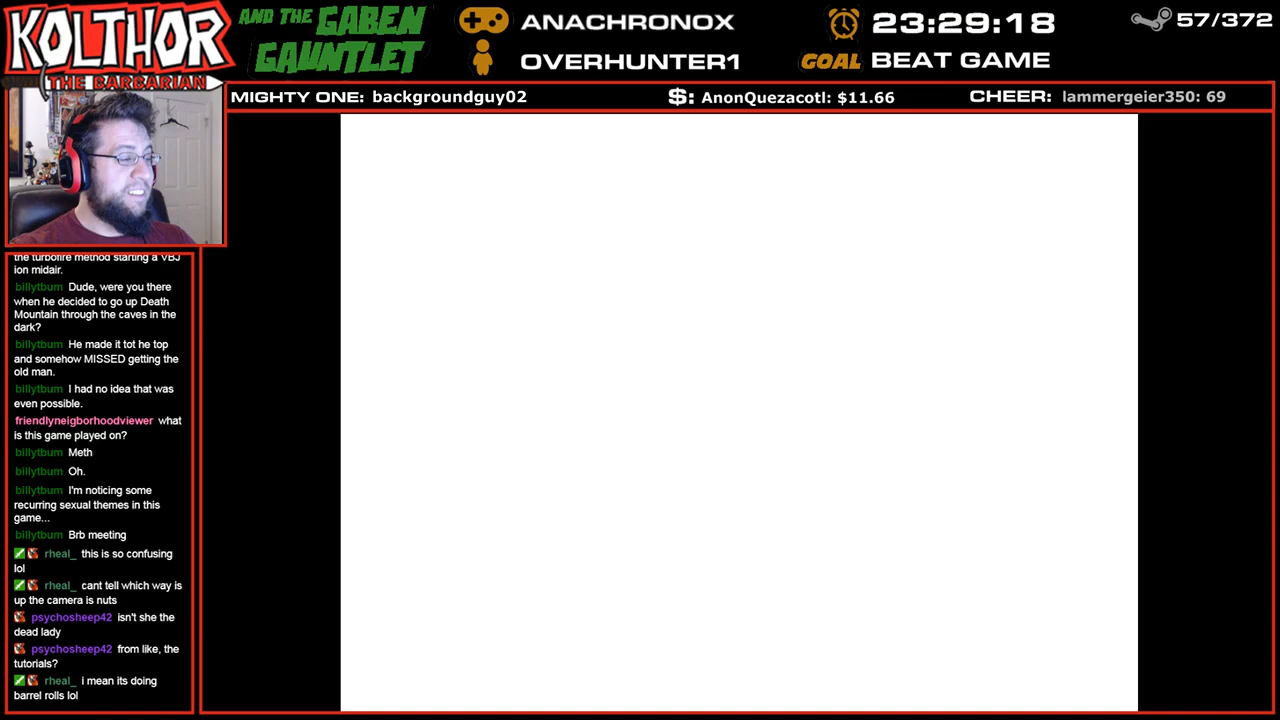 KOLTHOR
THE BARBARIAN
AND THE GABEN
GAUNTLET
ANACHRONOX
OVERHUNTER1
23:29:18
GOAL BEAT GAME
57/372
MIGHTY ONE: backgroundguy02
$: AnonQuezacotl: $11.66
CHEER: lammergeier350: 69
the turbofire method starting a VBJ
ion midair.
billytbum Dude, were you there
when he decided to go up Death
Mountain through the caves in the
dark?
billytbum He made it tot he top
and somehow MISSED getting the
old man.
billytbum I had no idea that was
even possible.
friendlyneigborhoodviewer what
is this game played on?
billytbum Meth
billytbum Oh.
billytbum I'm noticing some
recurring sexual themes in this
game...
billytbum Brb meeting
rheal_ this is so confusing
lol
rheal_ cant tell which way is
up the camera is nuts
psychosheep42 isn't she the
dead lady
psychosheep42 from like, the
tutorials?
rheal_ i mean its doing
barrel rolls lol